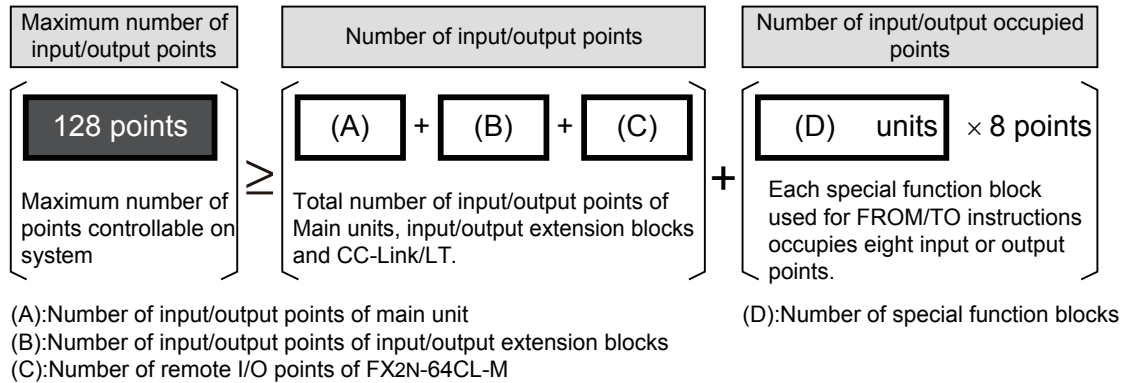 Maximum number of
input/output points
Number of input/output points
Number of input/output occupied
points
128 points
≥
(A) + (B) + (C)
+
(D) units × 8 points
Maximum number of
points controllable on
system
Total number of input/output points of
Main units, input/output extension blocks
and CC-Link/LT.
Each special function block
used for FROM/TO instructions
occupies eight input or output
points.
(A):Number of input/output points of main unit
(B):Number of input/output points of input/output extension blocks
(C):Number of remote I/O points of FX2N-64CL-M
(D):Number of special function blocks